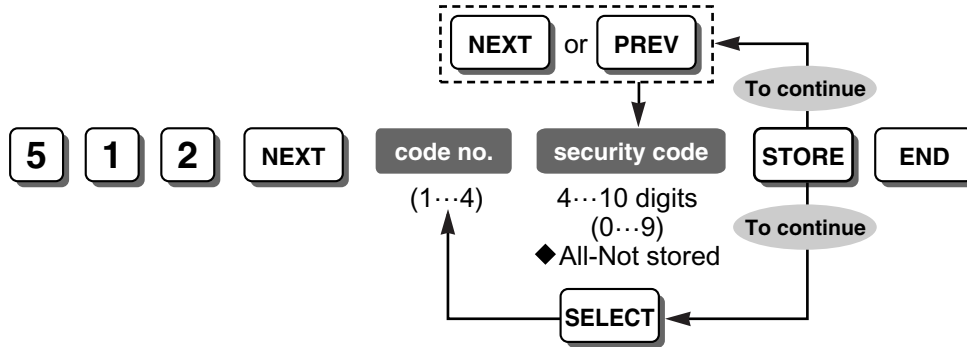 NEXT or PREV
To continue
5 1 2 NEXT code no. security code STORE END
(1···4) 4···10 digits
(0···9)
To continue
◆All-Not stored
SELECT